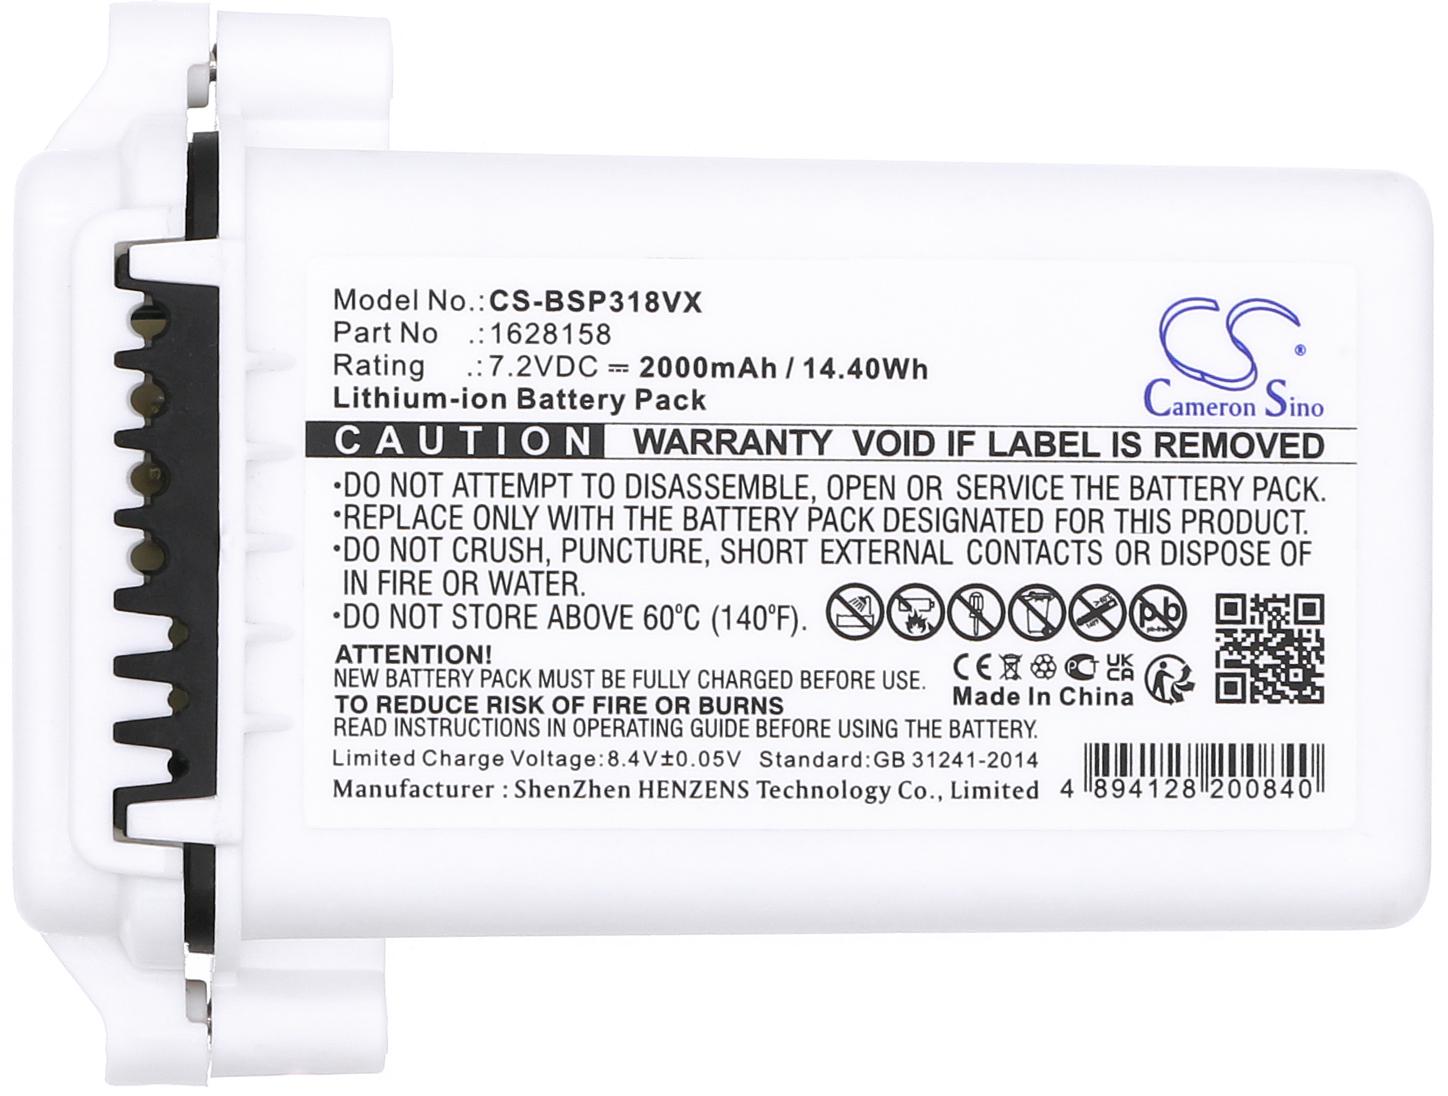 Model No.:CS-BSP318VX
Part No .:1628158
Rating .:7.2VDC ⎓ 2000mAh / 14.40Wh
Lithium-ion Battery Pack
CS
®
Cameron Sino
CAUTION WARRANTY VOID IF LABEL IS REMOVED
•DO NOT ATTEMPT TO DISASSEMBLE, OPEN OR SERVICE THE BATTERY PACK.
•REPLACE ONLY WITH THE BATTERY PACK DESIGNATED FOR THIS PRODUCT.
•DO NOT CRUSH, PUNCTURE, SHORT EXTERNAL CONTACTS OR DISPOSE OF
IN FIRE OR WATER.
•DO NOT STORE ABOVE 60°C (140°F).
pb
ATTENTION!
NEW BATTERY PACK MUST BE FULLY CHARGED BEFORE USE.
CE UK CA
Made In China
TO REDUCE RISK OF FIRE OR BURNS
READ INSTRUCTIONS IN OPERATING GUIDE BEFORE USING THE BATTERY.
Limited Charge Voltage:8.4V±0.05V Standard:GB 31241-2014
Manufacturer : ShenZhen HENZENS Technology Co., Limited
4 894128 200840